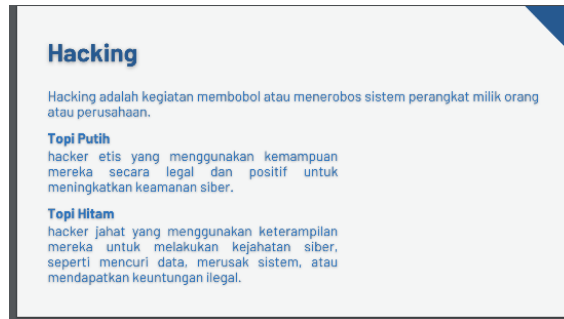 Hacking
Hacking adalah kegiatan membobol atau menerobos sistem perangkat milik orang
atau perusahaan.
Topi Putih
hacker etis yang menggunakan kemampuan
mereka secara legal dan positif untuk
meningkatkan keamanan siber.
Topi Hitam
hacker jahat yang menggunakan keterampilan
mereka untuk melakukan kejahatan siber,
seperti mencuri data, merusak sistem, atau
mendapatkan keuntungan ilegal.